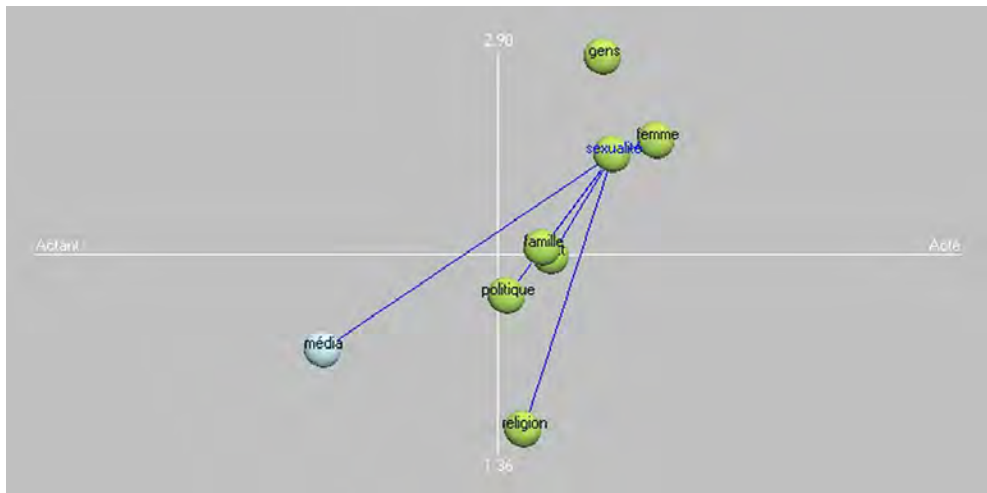 2.90
gens
femme
sexualité
Actant
famille
Acté
politique
média
religion
1.36